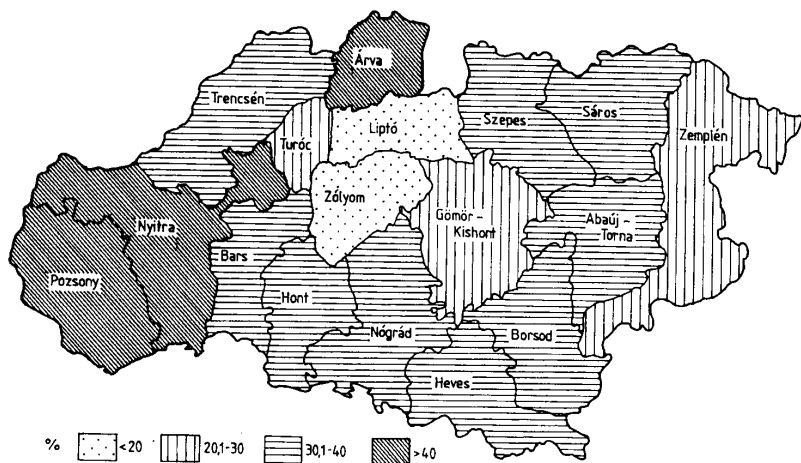 Árva
Trencsén
Szepes
Sáros
Turóc
Liptó
Zemplén
Zólyom
Gömör-
Kishont
Abaúj-
Torna
Nyitra
Bars
Pozsony
Hont
Nógrád
Borsod
Heves
% <20 20,1-30 30,1-40 >40